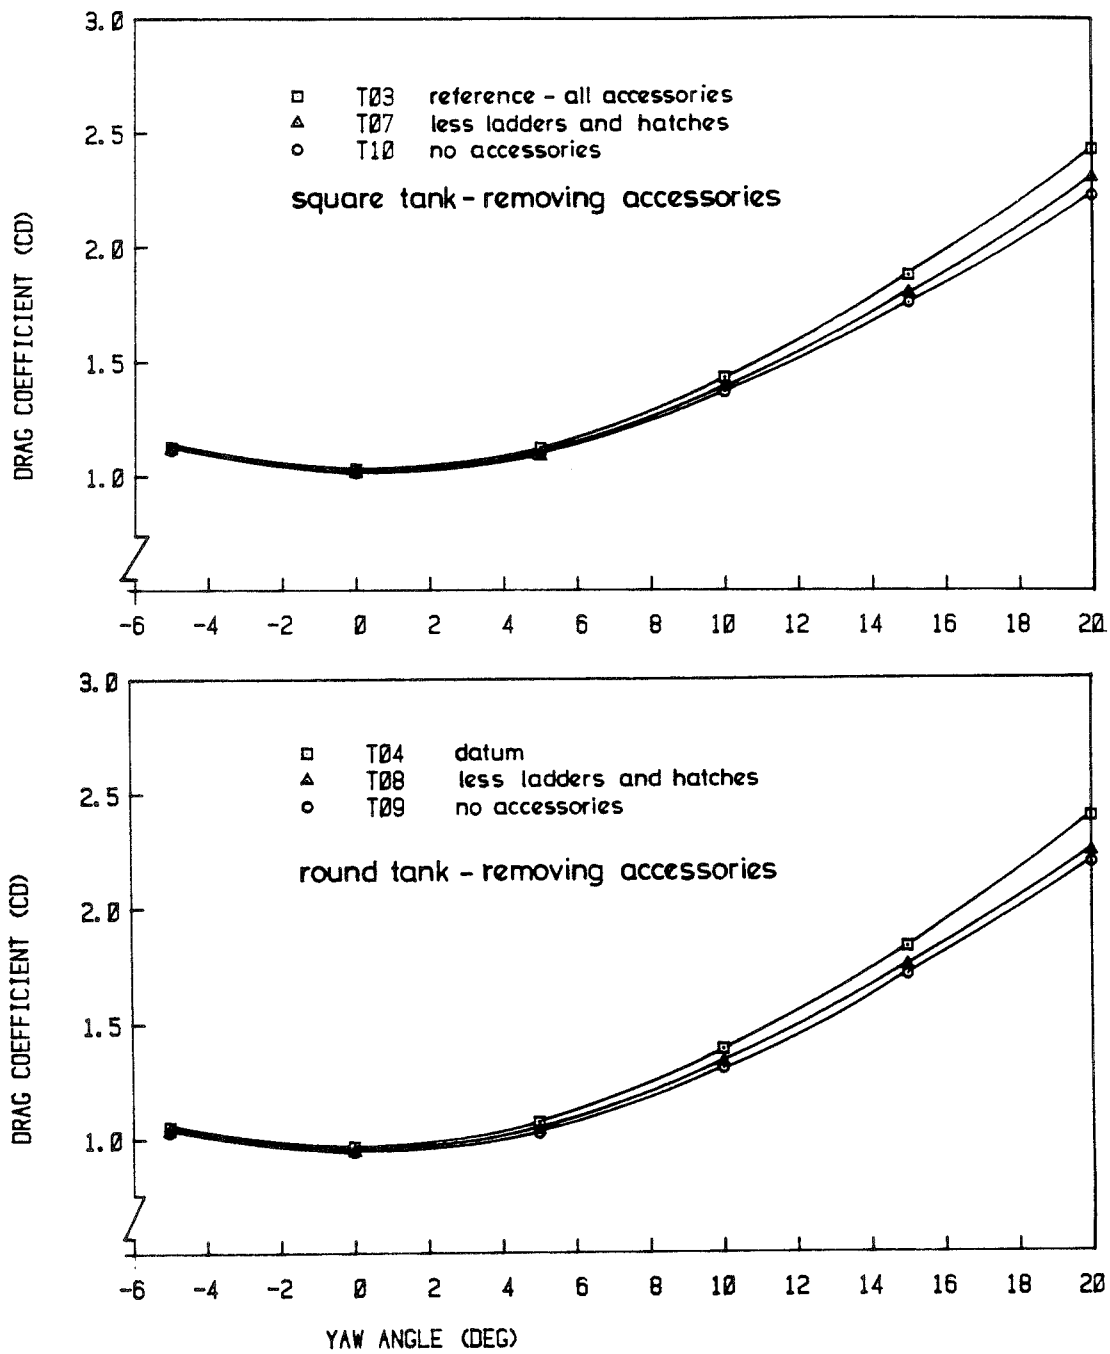 3.0
T03 reference - all accessories
T07 less ladders and hatches
T10 no accessories
square tank - removing accessories
2.5
2.0
1.5
1.0
DRAG COEFFICIENT (CD)
-6 -4 -2 0 2 4 6 8 10 12 14 16 18 20
3.0
T04 datum
T08 less ladders and hatches
T09 no accessories
round tank - removing accessories
2.5
2.0
1.5
1.0
DRAG COEFFICIENT (CD)
-6 -4 -2 0 2 4 6 8 10 12 14 16 18 20
YAW ANGLE (DEG)